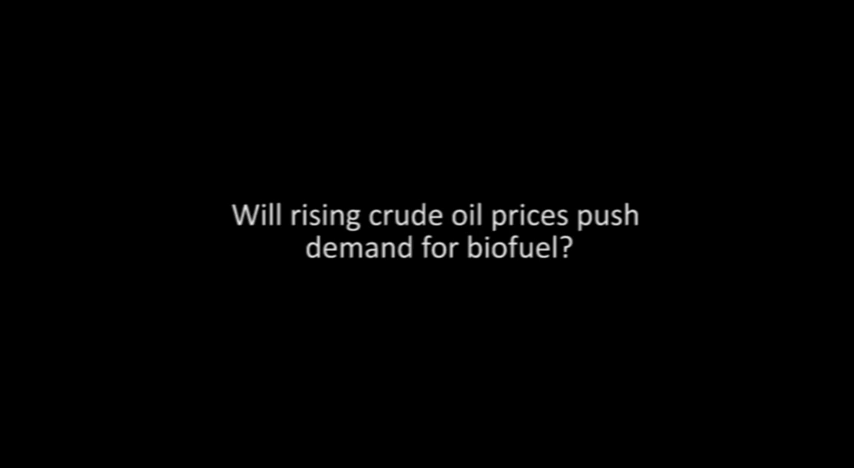 Will rising crude oil prices push
demand for biofuel?